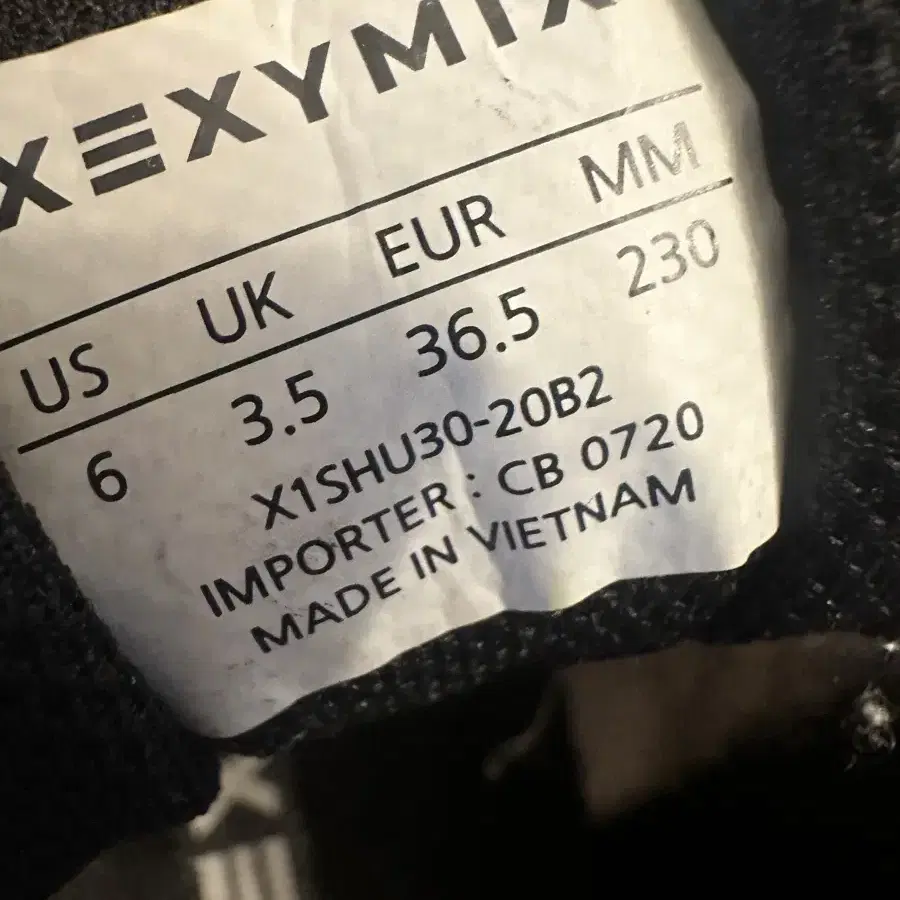 XEXYMIX
US UK EUR MM
6 3.5 36.5 230
X1SHU30-20B2
IMPORTER : CB 0720
MADE IN VIETNAM